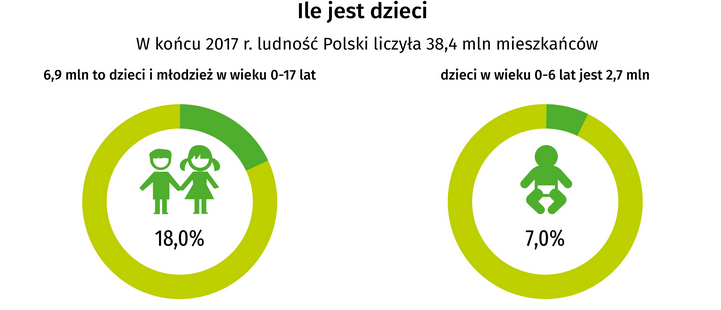 Ile jest dzieci
W końcu 2017 r. ludność Polski liczyła 38,4 mln mieszkańców
6,9 mln to dzieci i młodzież w wieku 0-17 lat
dzieci w wieku 0-6 lat jest 2,7 mln
18,0%
7,0%